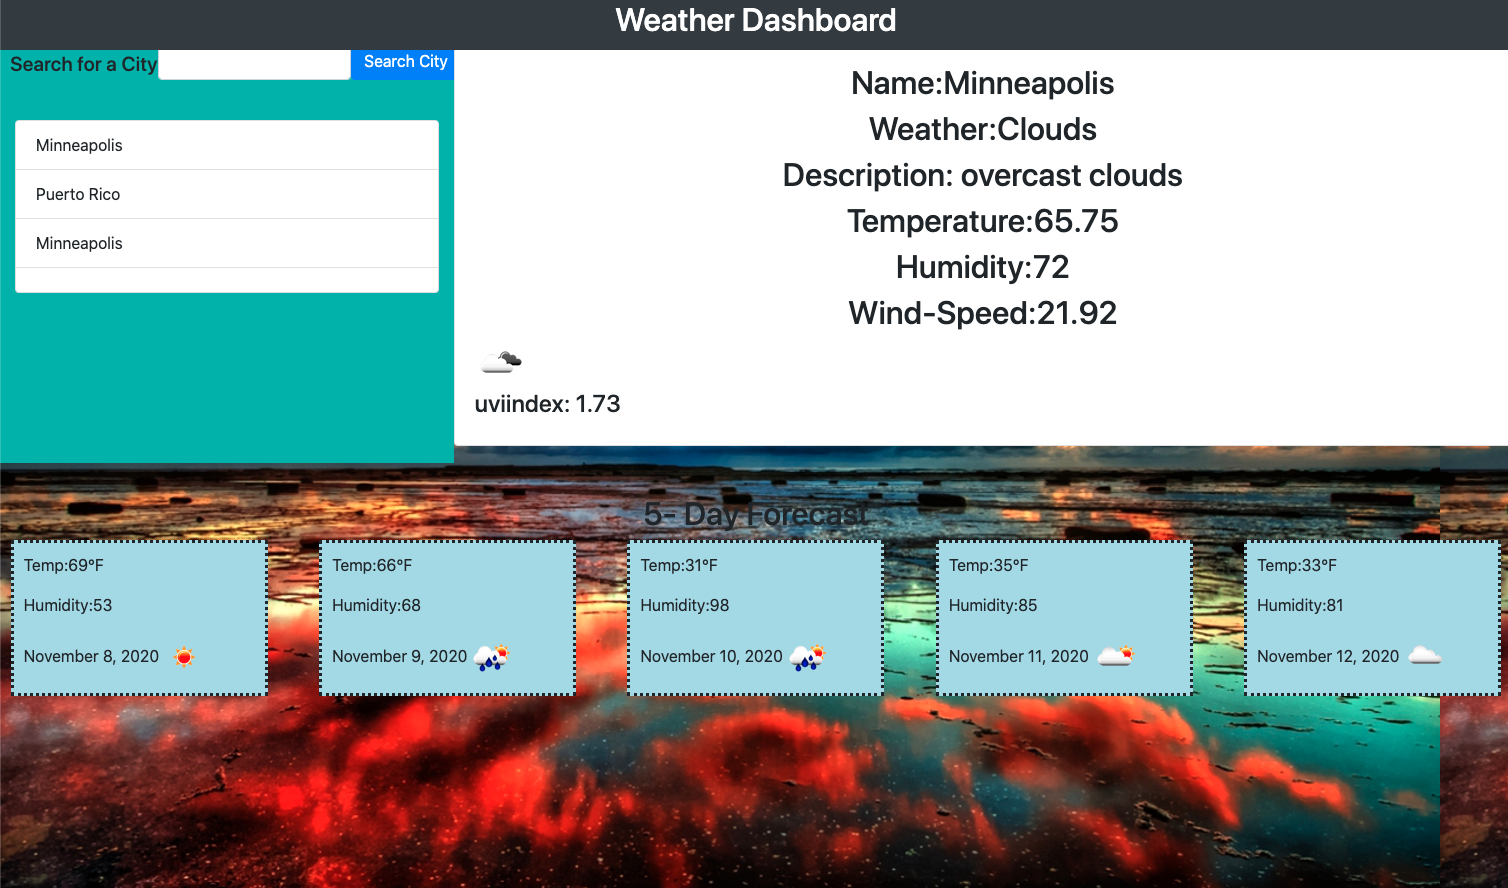 Weather Dashboard
Search for a City
Search City
Minneapolis
Puerto Rico
Minneapolis
Name:Minneapolis
Weather:Clouds
Description: overcast clouds
Temperature:65.75
Humidity:72
Wind-Speed:21.92
uviindex: 1.73
5- Day Forecast
Temp:69°F
Humidity:53
November 8, 2020
Temp:66°F
Humidity:68
November 9, 2020
Temp:31°F
Humidity:98
November 10, 2020
Temp:35°F
Humidity:85
November 11, 2020
Temp:33°F
Humidity:81
November 12, 2020